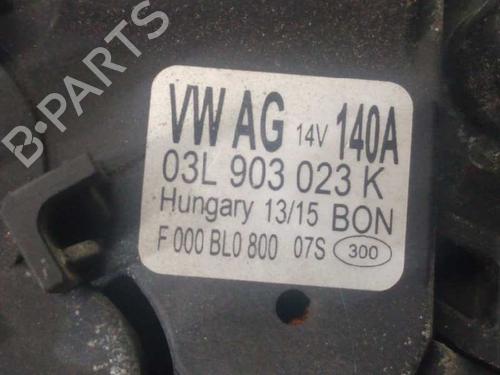 VW AG 14V 140A
03L 903 023 K
Hungary 13/15 BON
F 000 BL0 800 07S 300
B-PARTS